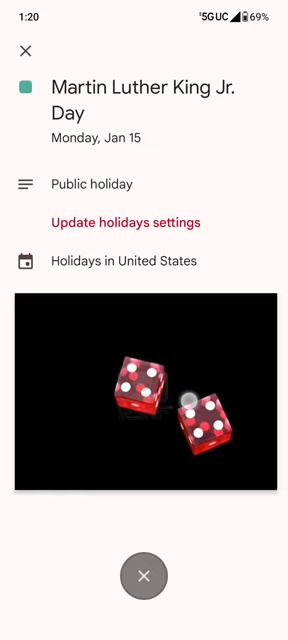 1:20
5G UC
69%
Martin Luther King Jr.
Day
Monday, Jan 15
Public holiday
Update holidays settings
Holidays in United States